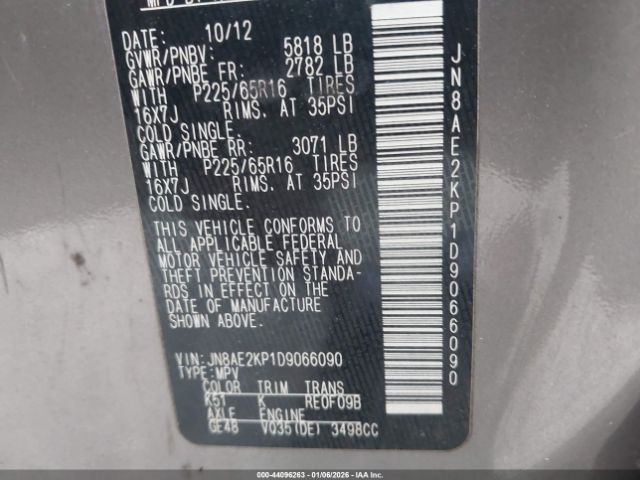 DATE: 10/12
GVWR/PNBV: 5818 LB
GAWR/PNBE FR: 2782 LB
WITH P225/65R16 TIRES
16X7J RIMS. AT 35PSI
COLD SINGLE.
GAWR/PNBE RR: 3071 LB
WITH P225/65R16 TIRES
16X7J RIMS. AT 35PSI
COLD SINGLE.
THIS VEHICLE CONFORMS TO
ALL APPLICABLE FEDERAL
MOTOR VEHICLE SAFETY AND
THEFT PREVENTION STANDA-
RDS IN EFFECT ON THE
DATE OF MANUFACTURE
SHOWN ABOVE.
VIN: JN8AE2KP1D9066090
TYPE: MPV
COLOR TRIM TRANS
K51 K RE0F09B
AXLE ENGINE
GE48 VQ35(DE) 3498CC
JN8AE2KP1D9066090
000-44096263 - 01/06/2026 - IAAI BRANCHES